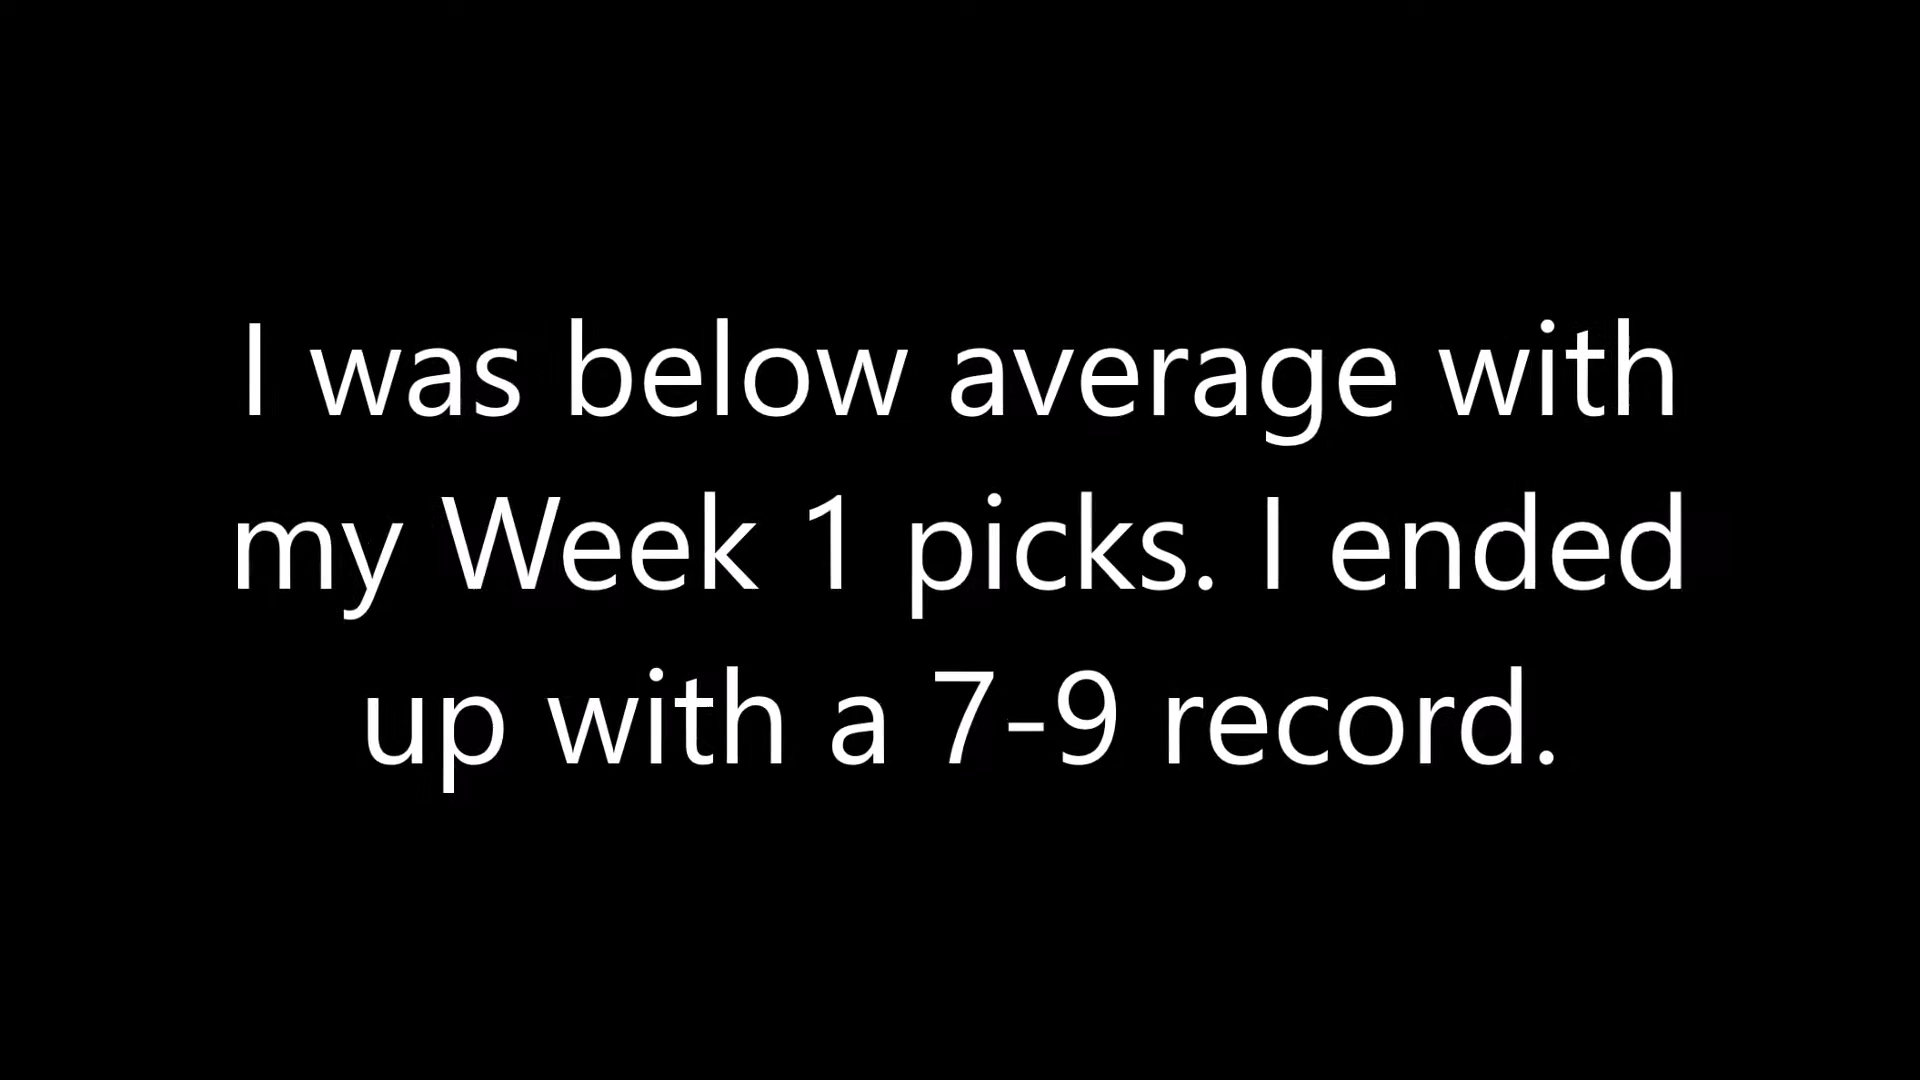 I was below average with
my Week 1 picks. I ended
up with a 7-9 record.